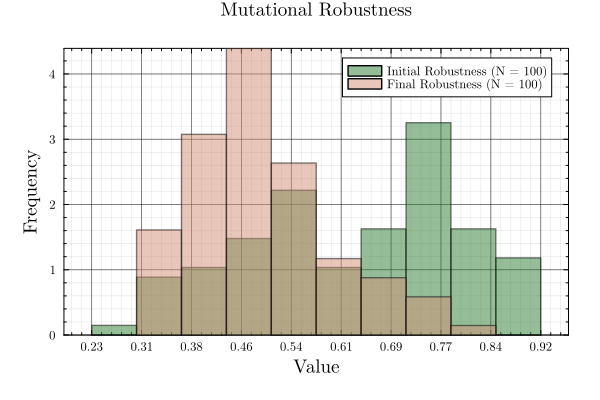 Mutational Robustness
Initial Robustness (N = 100)
Final Robustness (N = 100)
Frequency
4
3
2
1
0
0.23 0.31 0.38 0.46 0.54 0.61 0.69 0.77 0.84 0.92
Value